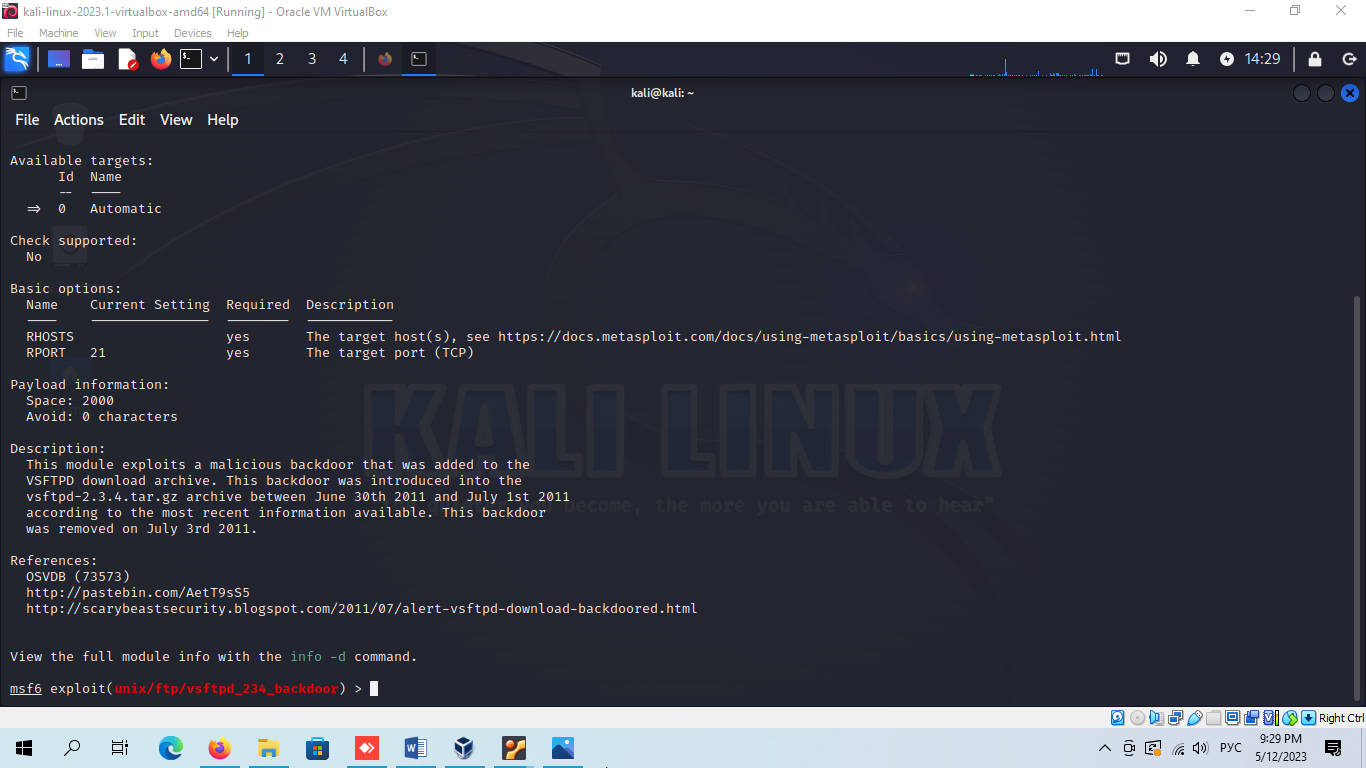 kali-linux-2023.1-virtualbox-amd64 [Running] - Oracle VM VirtualBox
File Machine View Input Devices Help
1 2 3 4 14:29
kali@kali: ~
File Actions Edit View Help
Available targets:
Id Name
-- ----
=> 0 Automatic
Check supported:
No
Basic options:
Name Current Setting Required Description
---- --------------- -------- -----------
RHOSTS yes The target host(s), see https://docs.metasploit.com/docs/using-metasploit/basics/using-metasploit.html
RPORT 21 yes The target port (TCP)
Payload information:
Space: 2000
Avoid: 0 characters
KALI LINUX
Description:
This module exploits a malicious backdoor that was added to the
VSFTPD download archive. This backdoor was introduced into the
vsftpd-2.3.4.tar.gz archive between June 30th 2011 and July 1st 2011
according to the most recent information available. This backdoor
become, the more you are able to hear"
was removed on July 3rd 2011.
References:
OSVDB (73573)
http://pastebin.com/AetT9sS5
http://scarybeastsecurity.blogspot.com/2011/07/alert-vsftpd-download-backdoored.html
View the full module info with the info -d command.
msf6 exploit(unix/ftp/vsftpd_234_backdoor) >
Right Ctrl
РУС
9:29 PM
5/12/2023